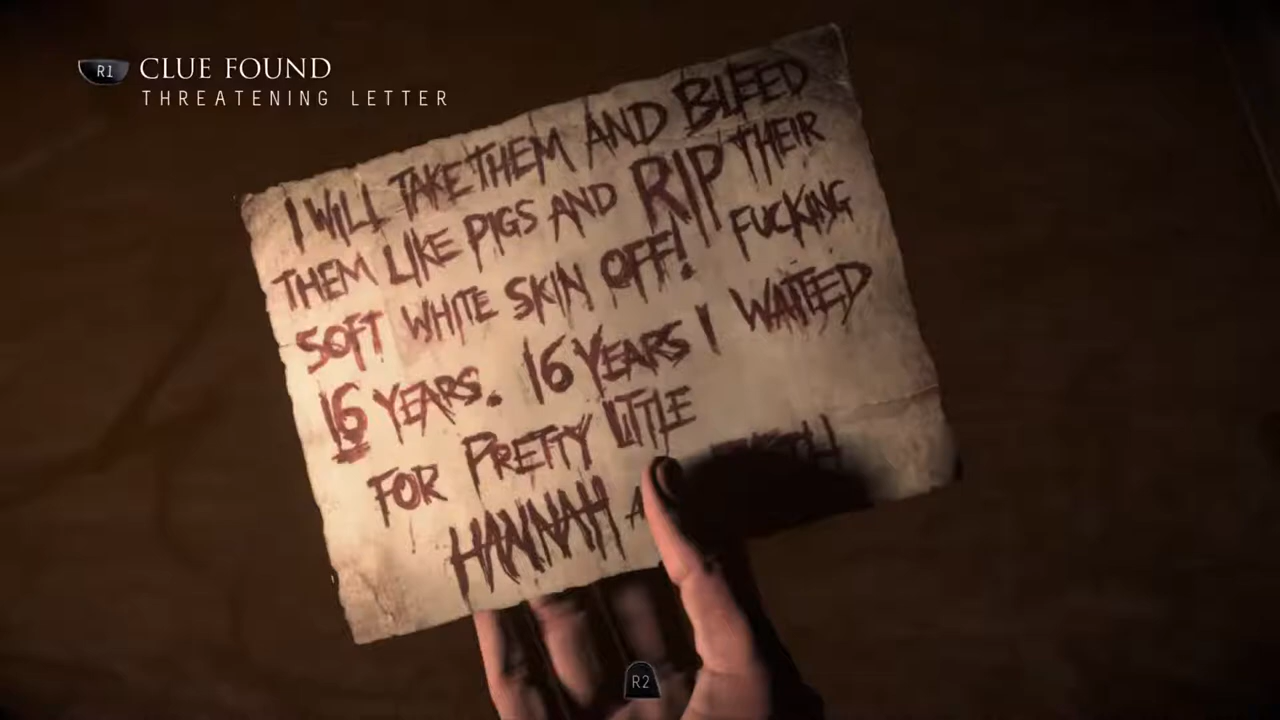 R1 CLUE FOUND
THREATENING LETTER
I WILL TAKE THEM AND BLEED
THEM LIKE PIGS AND RIP THEIR
SOFT WHITE SKIN OFF! FUCKING
16 YEARS. 16 YEARS I WAITED
FOR PRETTY LITTLE
HANNAH
R2